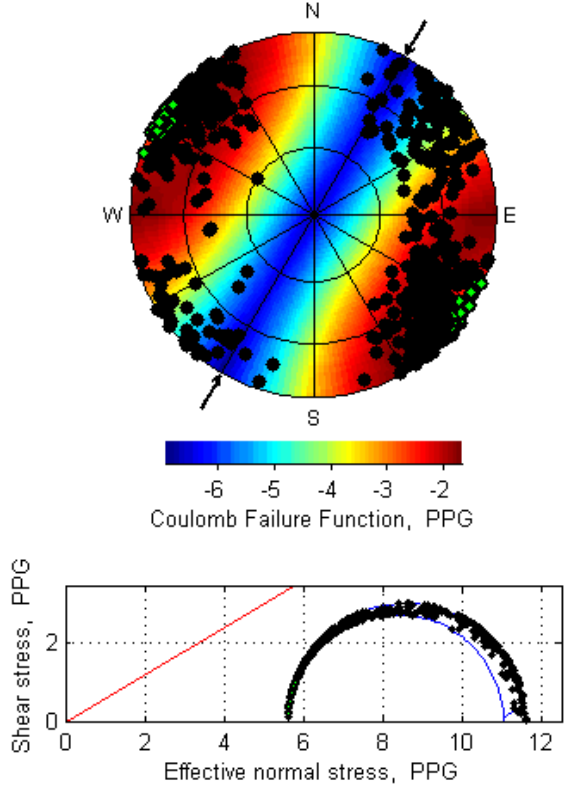 N
W E
S
-6 -5 -4 -3 -2
Coulomb Failure Function, PPG
Shear stress, PPG
2
0
0 2 4 6 8 10 12
Effective normal stress, PPG